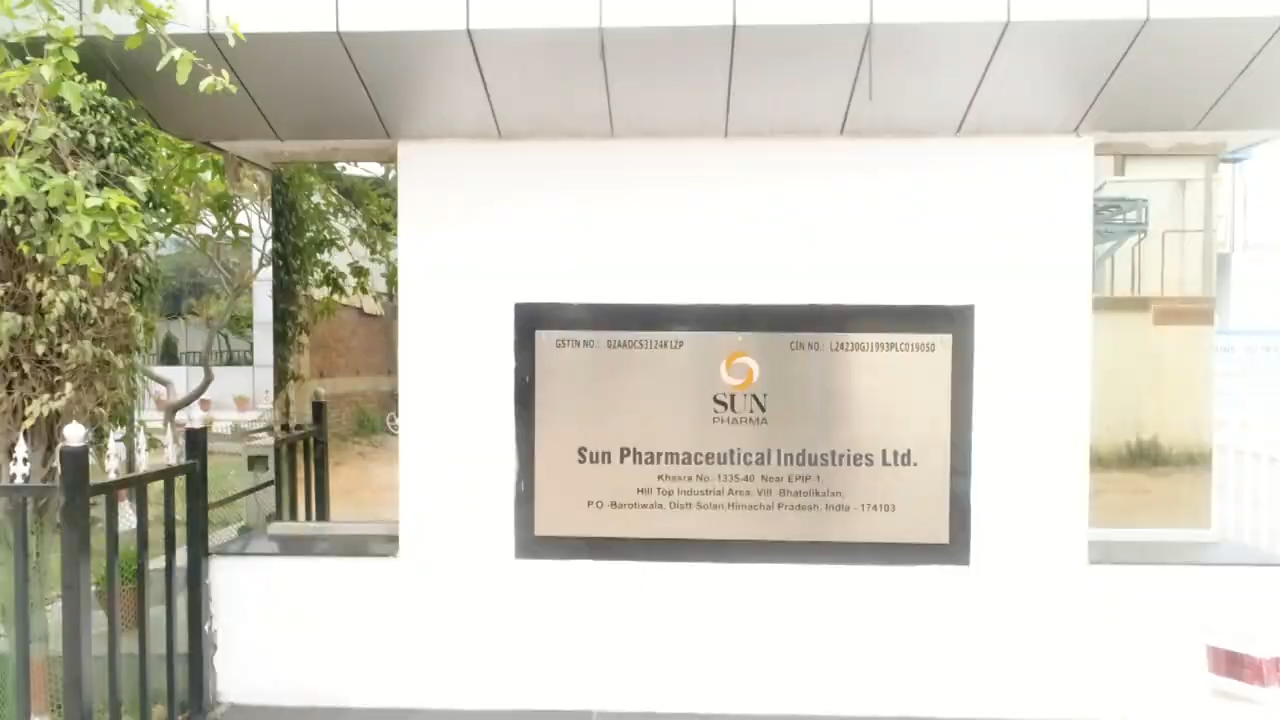 GSTIN NO.: 02AADCS3124K1ZP
CIN NO.: L24230GJ1993PLC019050
SUN
PHARMA
Sun Pharmaceutical Industries Ltd.
Khasra No.-1335-40 Near EPIP-1,
Hill Top Industrial Area, Vill -Bhatolikalan,
P.O -Barotiwala, Distt-Solan,Himachal Pradesh, India - 174103